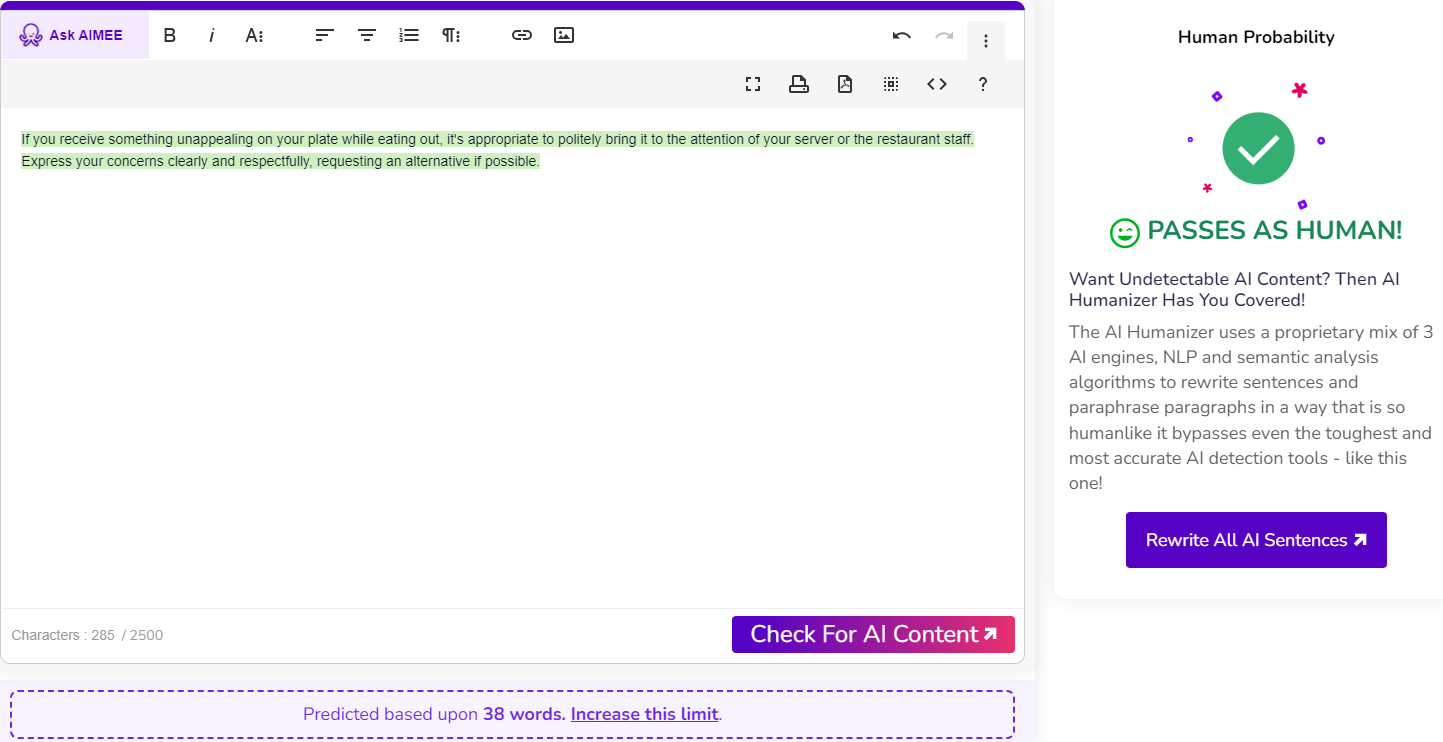 Ask AIMEE
B
i
A
?
If you receive something unappealing on your plate while eating out, it's appropriate to politely bring it to the attention of your server or the restaurant staff.
Express your concerns clearly and respectfully, requesting an alternative if possible.
Characters : 285 / 2500
Check For AI Content
Predicted based upon 38 words. Increase this limit.
Human Probability
PASSES AS HUMAN!
Want Undetectable AI Content? Then AI
Humanizer Has You Covered!
The AI Humanizer uses a proprietary mix of 3
AI engines, NLP and semantic analysis
algorithms to rewrite sentences and
paraphrase paragraphs in a way that is so
humanlike it bypasses even the toughest and
most accurate AI detection tools - like this
one!
Rewrite All AI Sentences